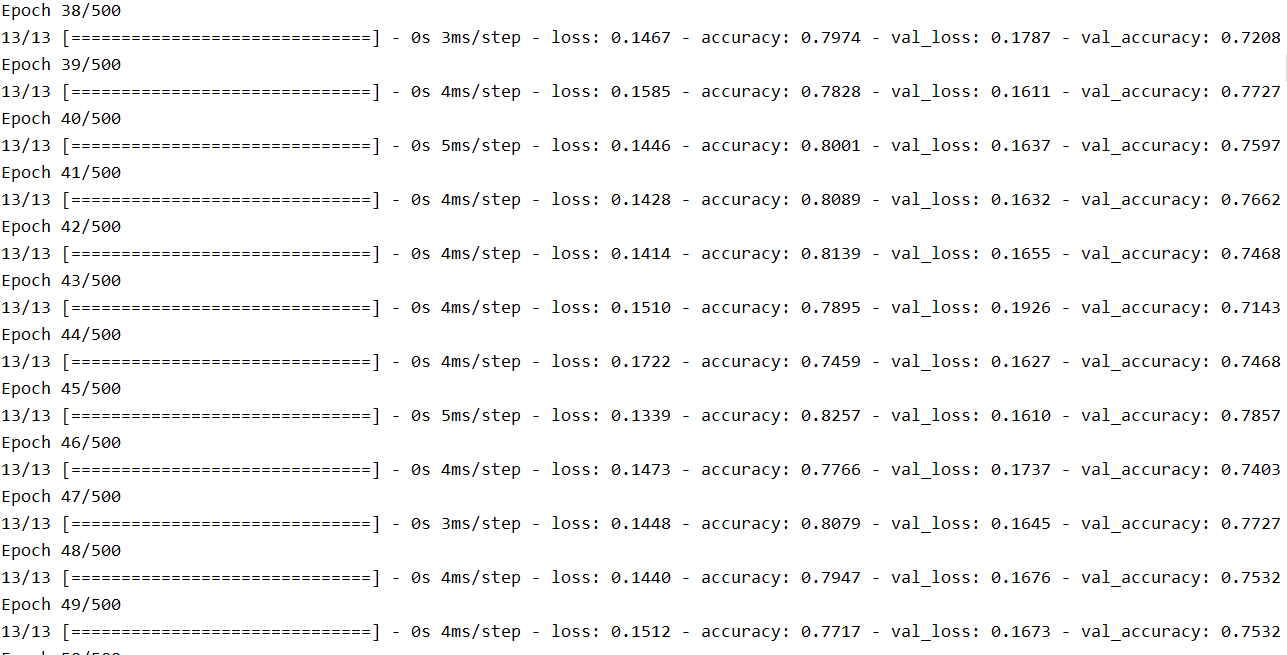 Epoch 38/500
13/13 [==============================] - 0s 3ms/step - loss: 0.1467 - accuracy: 0.7974 - val_loss: 0.1787 - val_accuracy: 0.7208
Epoch 39/500
13/13 [==============================] - 0s 4ms/step - loss: 0.1585 - accuracy: 0.7828 - val_loss: 0.1611 - val_accuracy: 0.7727
Epoch 40/500
13/13 [==============================] - 0s 5ms/step - loss: 0.1446 - accuracy: 0.8001 - val_loss: 0.1637 - val_accuracy: 0.7597
Epoch 41/500
13/13 [==============================] - 0s 4ms/step - loss: 0.1428 - accuracy: 0.8089 - val_loss: 0.1632 - val_accuracy: 0.7662
Epoch 42/500
13/13 [==============================] - 0s 4ms/step - loss: 0.1414 - accuracy: 0.8139 - val_loss: 0.1655 - val_accuracy: 0.7468
Epoch 43/500
13/13 [==============================] - 0s 4ms/step - loss: 0.1510 - accuracy: 0.7895 - val_loss: 0.1926 - val_accuracy: 0.7143
Epoch 44/500
13/13 [==============================] - 0s 4ms/step - loss: 0.1722 - accuracy: 0.7459 - val_loss: 0.1627 - val_accuracy: 0.7468
Epoch 45/500
13/13 [==============================] - 0s 5ms/step - loss: 0.1339 - accuracy: 0.8257 - val_loss: 0.1610 - val_accuracy: 0.7857
Epoch 46/500
13/13 [==============================] - 0s 4ms/step - loss: 0.1473 - accuracy: 0.7766 - val_loss: 0.1737 - val_accuracy: 0.7403
Epoch 47/500
13/13 [==============================] - 0s 3ms/step - loss: 0.1448 - accuracy: 0.8079 - val_loss: 0.1645 - val_accuracy: 0.7727
Epoch 48/500
13/13 [==============================] - 0s 4ms/step - loss: 0.1440 - accuracy: 0.7947 - val_loss: 0.1676 - val_accuracy: 0.7532
Epoch 49/500
13/13 [==============================] - 0s 4ms/step - loss: 0.1512 - accuracy: 0.7717 - val_loss: 0.1673 - val_accuracy: 0.7532